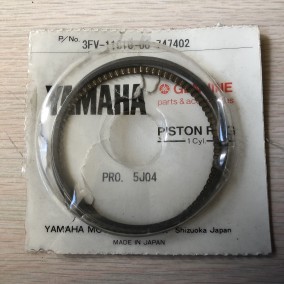 P/No. 3FV-11610-00-747402
YAMAHA
GENUINE
parts & accessories
PISTON RING
1 Cyl.
PRO. 5J04
YAMAHA MO Shizuoka Japan
MADE IN JAPAN